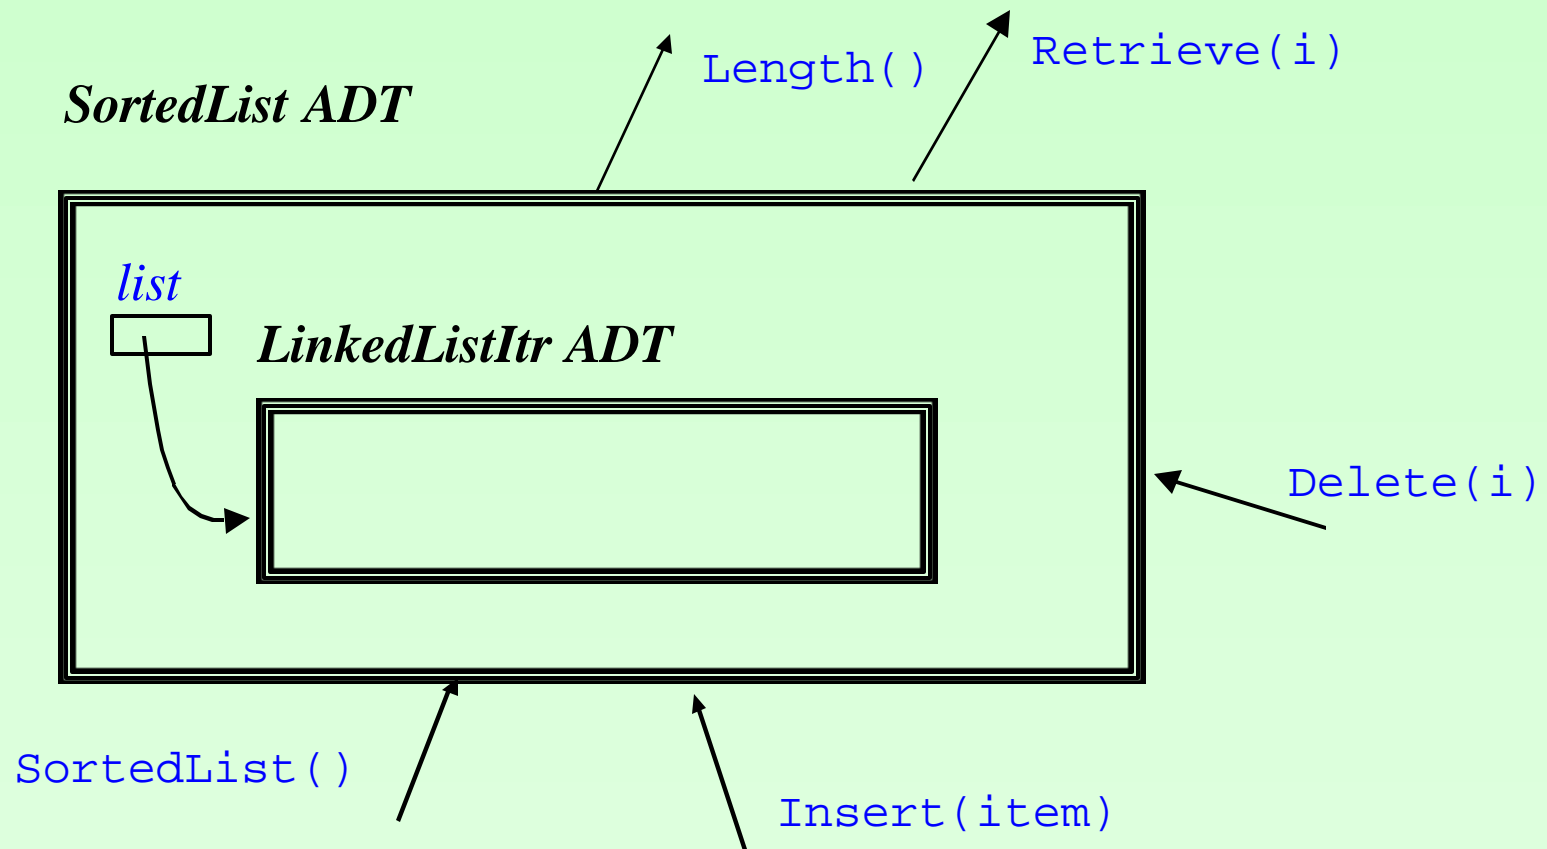 Retrieve(i)
Length()
SortedList ADT
list
LinkedListItr ADT
Delete(i)
SortedList()
Insert(item)